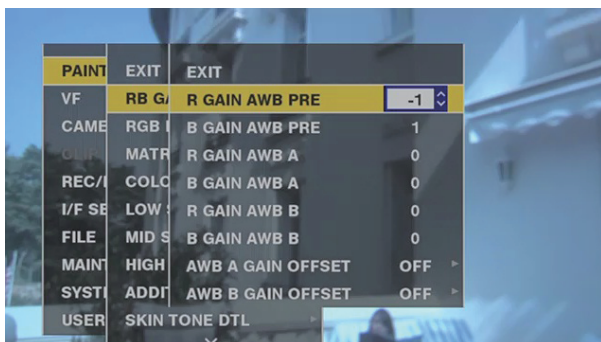 PAINT EXIT EXIT
VF RB GA R GAIN AWB PRE -1
CAME RGB B GAIN AWB PRE 1
MATR R GAIN AWB A 0
REC/ COLO B GAIN AWB A 0
I/F SE LOW R GAIN AWB B 0
FILE MID S B GAIN AWB B 0
MAIN HIGH AWB A GAIN OFFSET OFF
SYST ADDI AWB B GAIN OFFSET OFF
USER SKIN TONE DTL